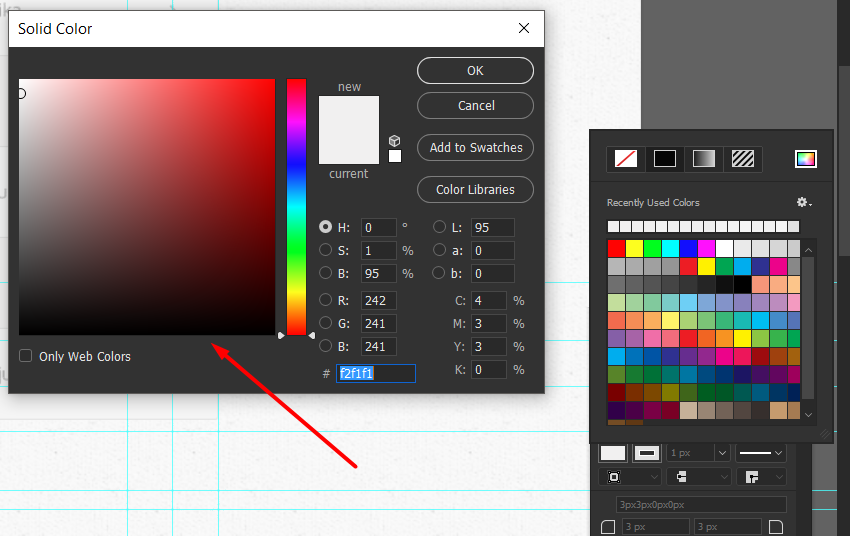 Solid Color
new
current
OK
Cancel
Add to Swatches
Color Libraries
H: 0 °
S: 1 %
B: 95 %
R: 242
G: 241
B: 241
# f2f1f1
L: 95
a: 0
b: 0
C: 4 %
M: 3 %
Y: 3 %
K: 0 %
Only Web Colors
Recently Used Colors
1 px
3px3px0px0px
3 px
3 px